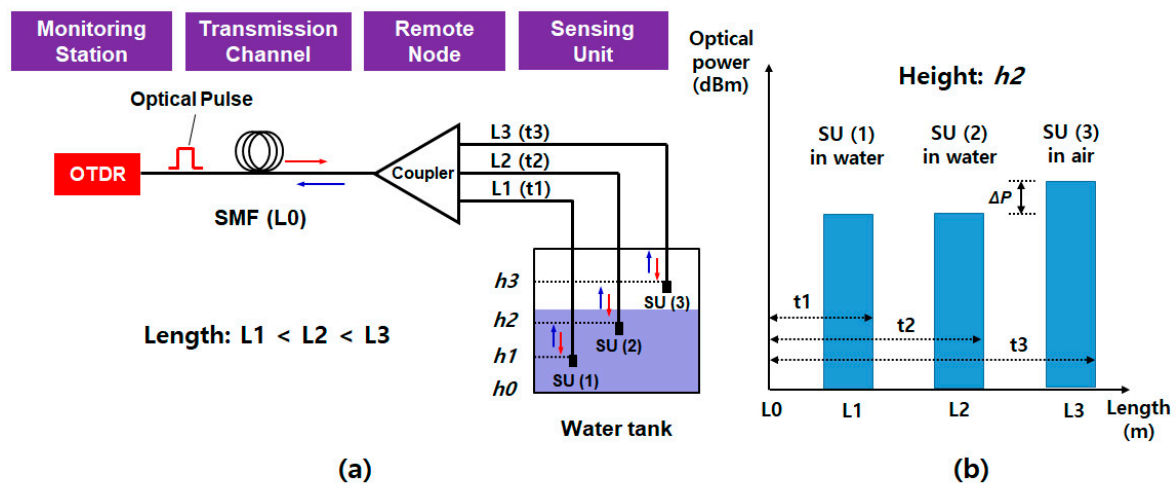 Monitoring
Station
Transmission
Channel
Remote
Node
Sensing
Unit
Optical Pulse
OTDR
SMF (L0)
Coupler
L3 (t3)
L2 (t2)
L1 (t1)
Length: L1 < L2 < L3
h3
h2
h1
h0
SU (3)
SU (2)
SU (1)
Water tank
(a)
Optical
power
(dBm)
Height: h2
SU (1)
in water
SU (2)
in water
SU (3)
in air
ΔP
t1
t2
t3
L0
L1
L2
L3
Length
(m)
(b)